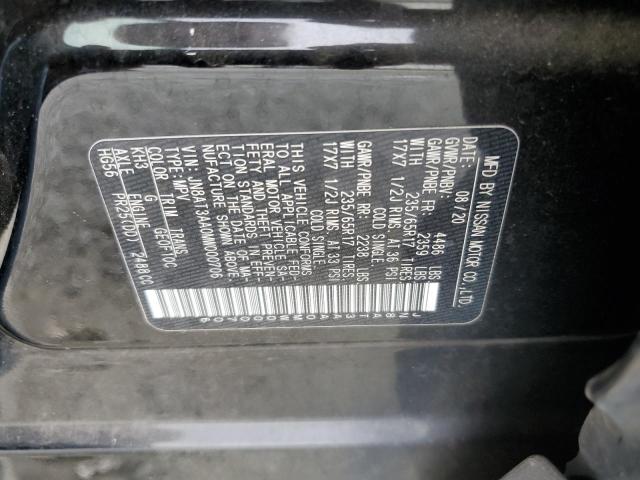 MFD BY NISSAN MOTOR CO., LTD.
DATE: 08 '20
GVWR/PNBV: 4486 LBS
GAWR/PNBE FR: 2359 LBS
WITH 235/65R17 TIRES
17X7 1/2J RIMS, AT 36 PSI
COLD SINGLE
GAWR/PNBE RR: 2288 LBS
WITH 235/65R17 TIRES
17X7 1/2J RIMS, AT 33 PSI
COLD SINGLE
THIS VEHICLE CONFORMS
TO ALL APPLICABLE FED-
ERAL MOTOR VEHICLE SA-
FETY AND THEFT PREVEN-
TION STANDARDS IN EFF-
ECT ON THE DATE OF MA-
NUFACTURE SHOWN ABOVE.
VIN: JN8AT3AA0MW000706
TYPE: MPV
COLOR TRIM TRANS
KH3 G GE0FT0C
AXLE ENGINE
HG56 PR25(DD) 2488CC
JN8AT3AA0MW000706